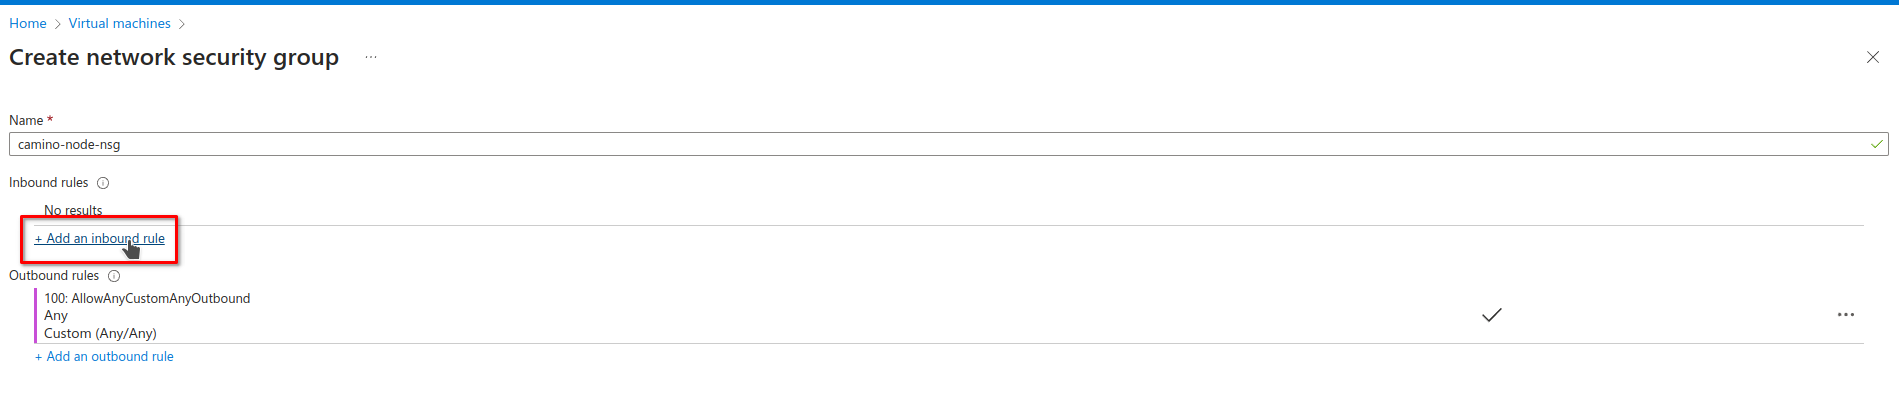 Home > Virtual machines >
Create network security group ...
Name *
camino-node-nsg
Inbound rules
No results
+ Add an inbound rule
Outbound rules
100: AllowAnyCustomAnyOutbound
Any
Custom (Any/Any)
+ Add an outbound rule